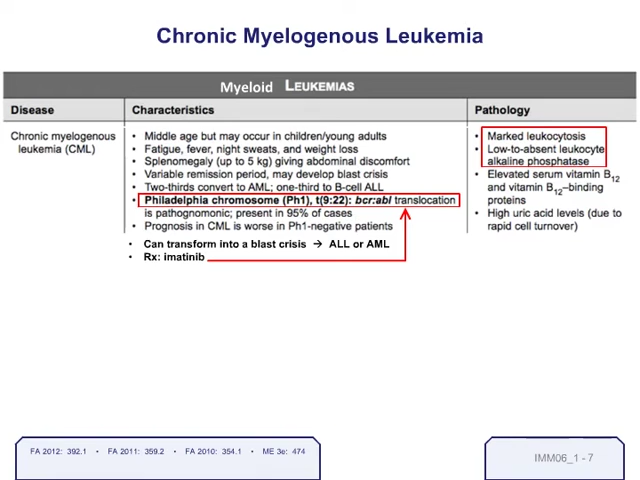 Chronic Myelogenous Leukemia
Myeloid LEUKEMIAS
Disease Characteristics Pathology
Chronic myelogenous
leukemia (CML)
• Middle age but may occur in children/young adults
• Fatigue, fever, night sweats, and weight loss
• Splenomegaly (up to 5 kg) giving abdominal discomfort
• Variable remission period, may develop blast crisis
• Two-thirds convert to AML; one-third to B-cell ALL
• Philadelphia chromosome (Ph1), t(9:22): bcr:abl translocation
is pathognomonic; present in 95% of cases
• Prognosis in CML is worse in Ph1-negative patients
• Marked leukocytosis
• Low-to-absent leukocyte
alkaline phosphatase
• Elevated serum vitamin B12
and vitamin B12–binding
proteins
• High uric acid levels (due to
rapid cell turnover)
• Can transform into a blast crisis → ALL or AML
• Rx: imatinib
FA 2012: 392.1 • FA 2011: 359.2 • FA 2010: 354.1 • ME 3e: 474
IMM06_1 - 7